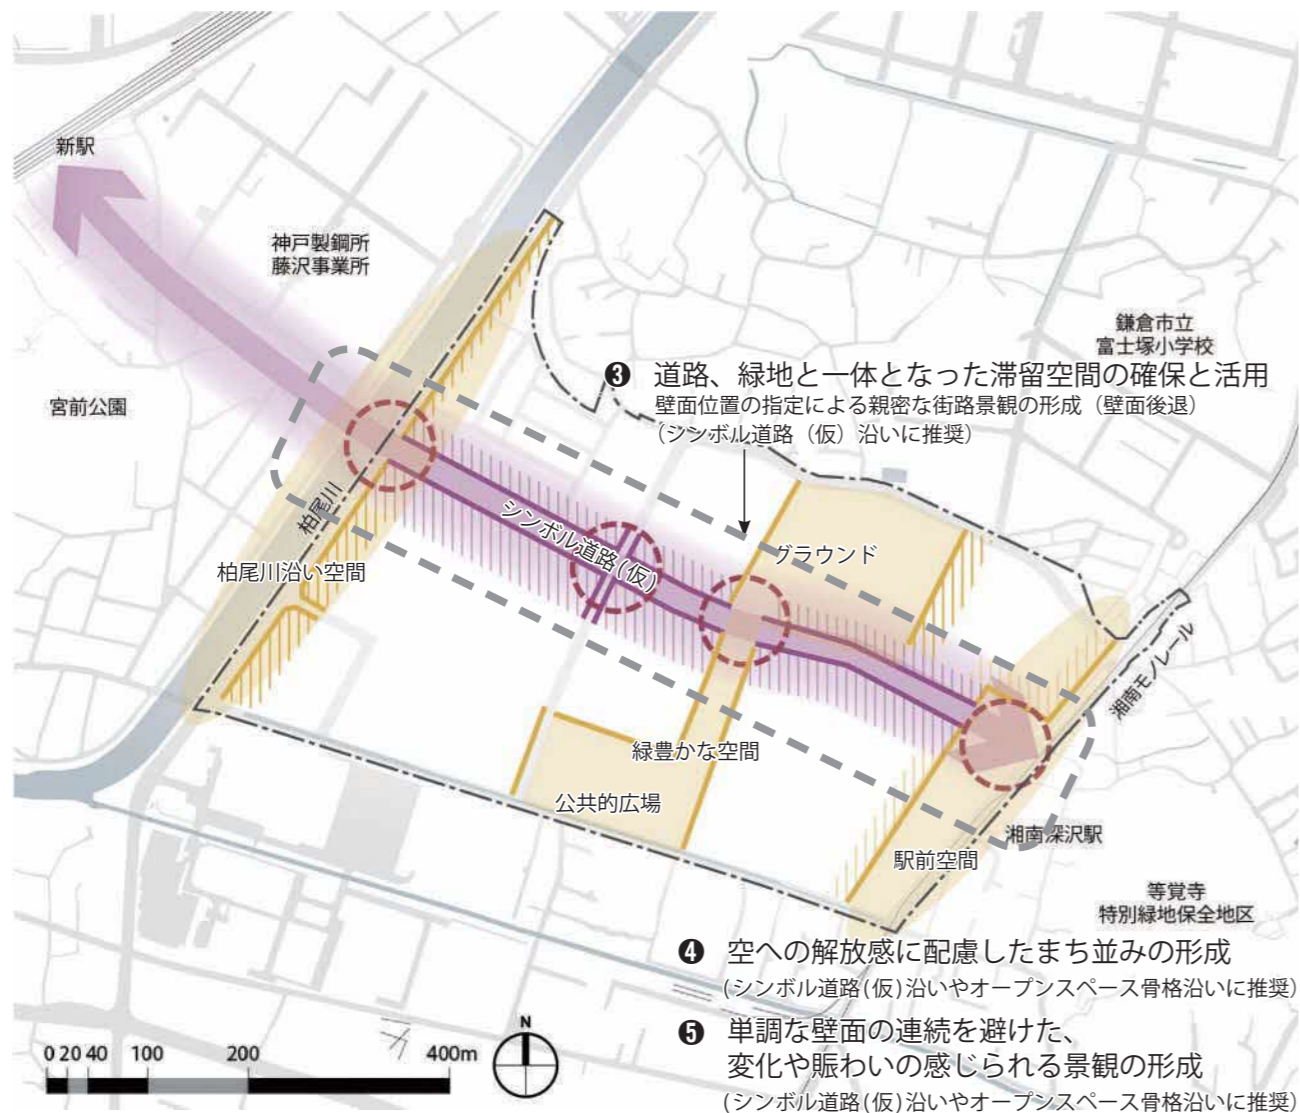 新駅
神戸製鋼所
藤沢事業所
宮前公園
鎌倉市立
富士塚小学校
❸ 道路、緑地と一体となった滞留空間の確保と活用
壁面位置の指定による親密な街路景観の形成（壁面後退）
（シンボル道路（仮）沿いに推奨）
柏尾川
柏尾川沿い空間
シンボル道路(仮)
グラウンド
湘南モノレール
緑豊かな空間
公共的広場
湘南深沢駅
駅前空間
等覚寺
特別緑地保全地区
❹ 空への解放感に配慮したまち並みの形成
(シンボル道路(仮)沿いやオープンスペース骨格沿いに推奨)
❺ 単調な壁面の連続を避けた、
変化や賑わいの感じられる景観の形成
(シンボル道路(仮)沿いやオープンスペース骨格沿いに推奨)
0 20 40 100 200 400m
N